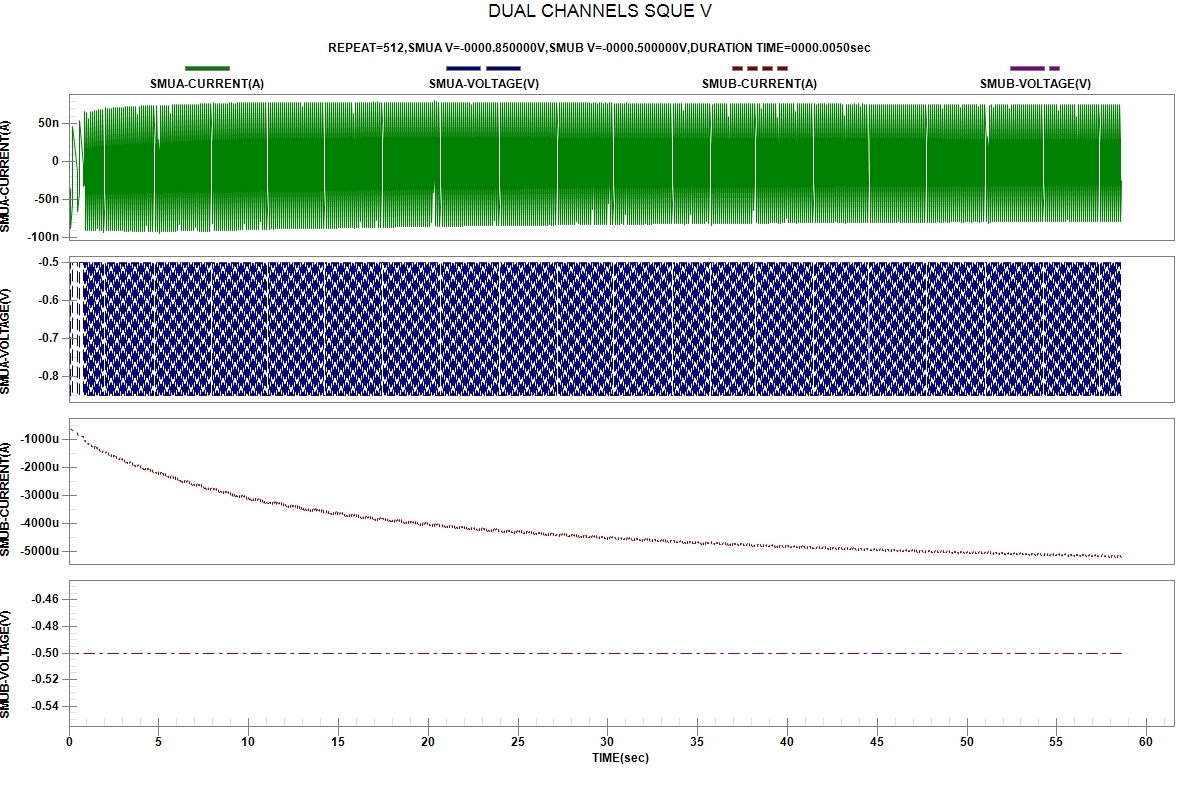 DUAL CHANNELS SQUE V
REPEAT=512,SMUA V=-0000.850000V,SMUB V=-0000.500000V,DURATION TIME=0000.0050sec
SMUA-CURRENT(A) SMUA-VOLTAGE(V) SMUB-CURRENT(A) SMUB-VOLTAGE(V)
SMUA-CURRENT(A)
50n
0
-50n
-100n
SMUA-VOLTAGE(V)
-0.5
-0.6
-0.7
-0.8
SMUB-CURRENT(A)
-1000u
-2000u
-3000u
-4000u
-5000u
SMUB-VOLTAGE(V)
-0.46
-0.48
-0.50
-0.52
-0.54
0 5 10 15 20 25 30 35 40 45 50 55 60
TIME(sec)